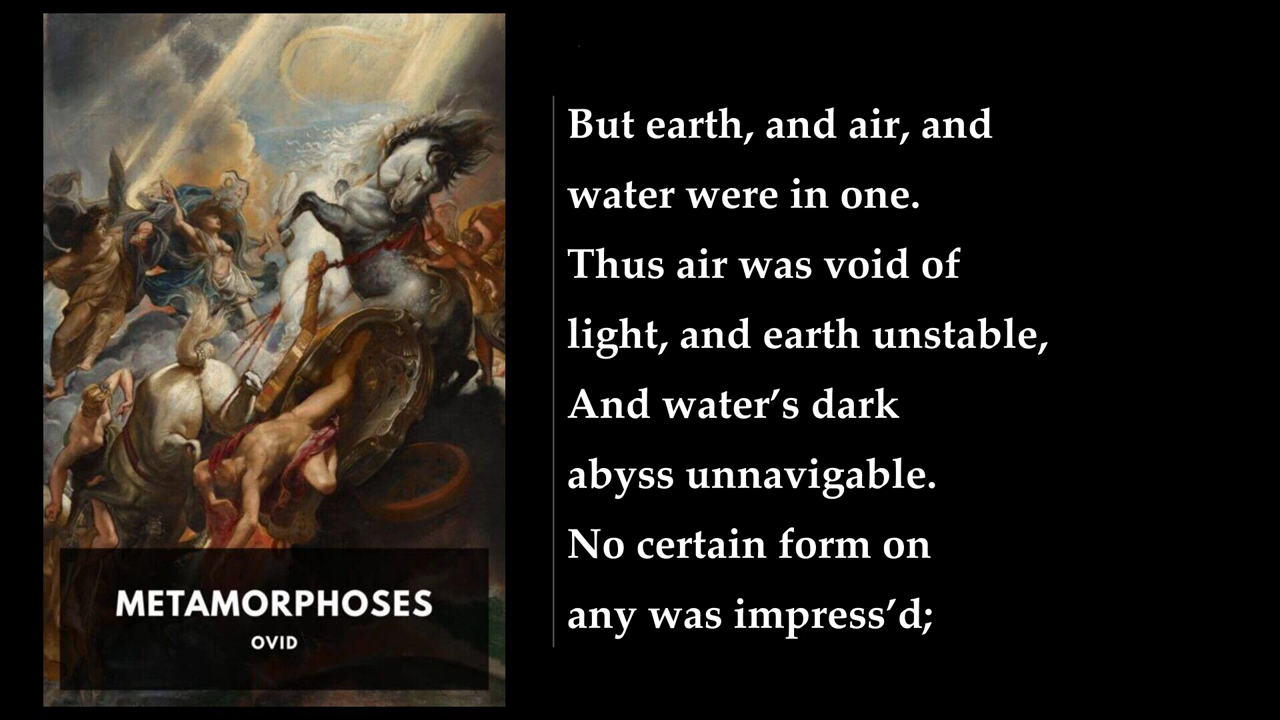 METAMORPHOSES
OVID
But earth, and air, and
water were in one.
Thus air was void of
light, and earth unstable,
And water’s dark
abyss unnavigable.
No certain form on
any was impress’d;